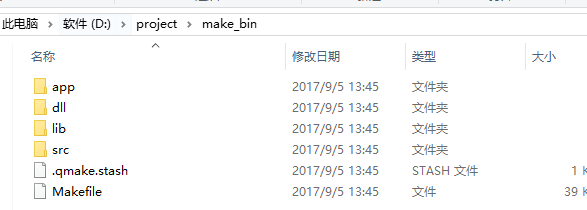 此电脑 > 软件 (D:) > project > make_bin
名称 修改日期 类型 大小
app 2017/9/5 13:45 文件夹
dll 2017/9/5 13:45 文件夹
lib 2017/9/5 13:45 文件夹
src 2017/9/5 13:45 文件夹
.qmake.stash 2017/9/5 13:45 STASH 文件 1
Makefile 2017/9/5 13:45 文件 39